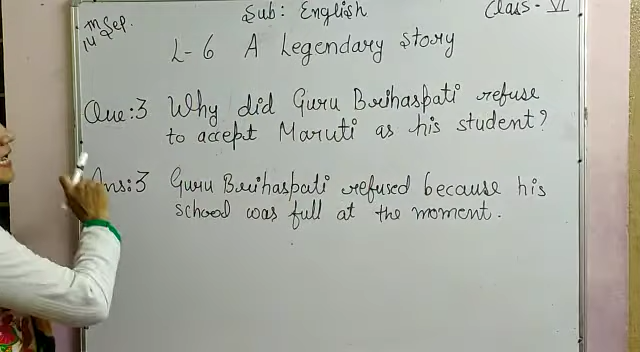 Sub: English
Class - VI
14 Sep.
L- 6 A Legendary Story
Que:3 Why did Guru Brihaspati refuse
to accept Maruti as his student?
Ans:3 Guru Brihaspati refused because his
school was full at the moment.